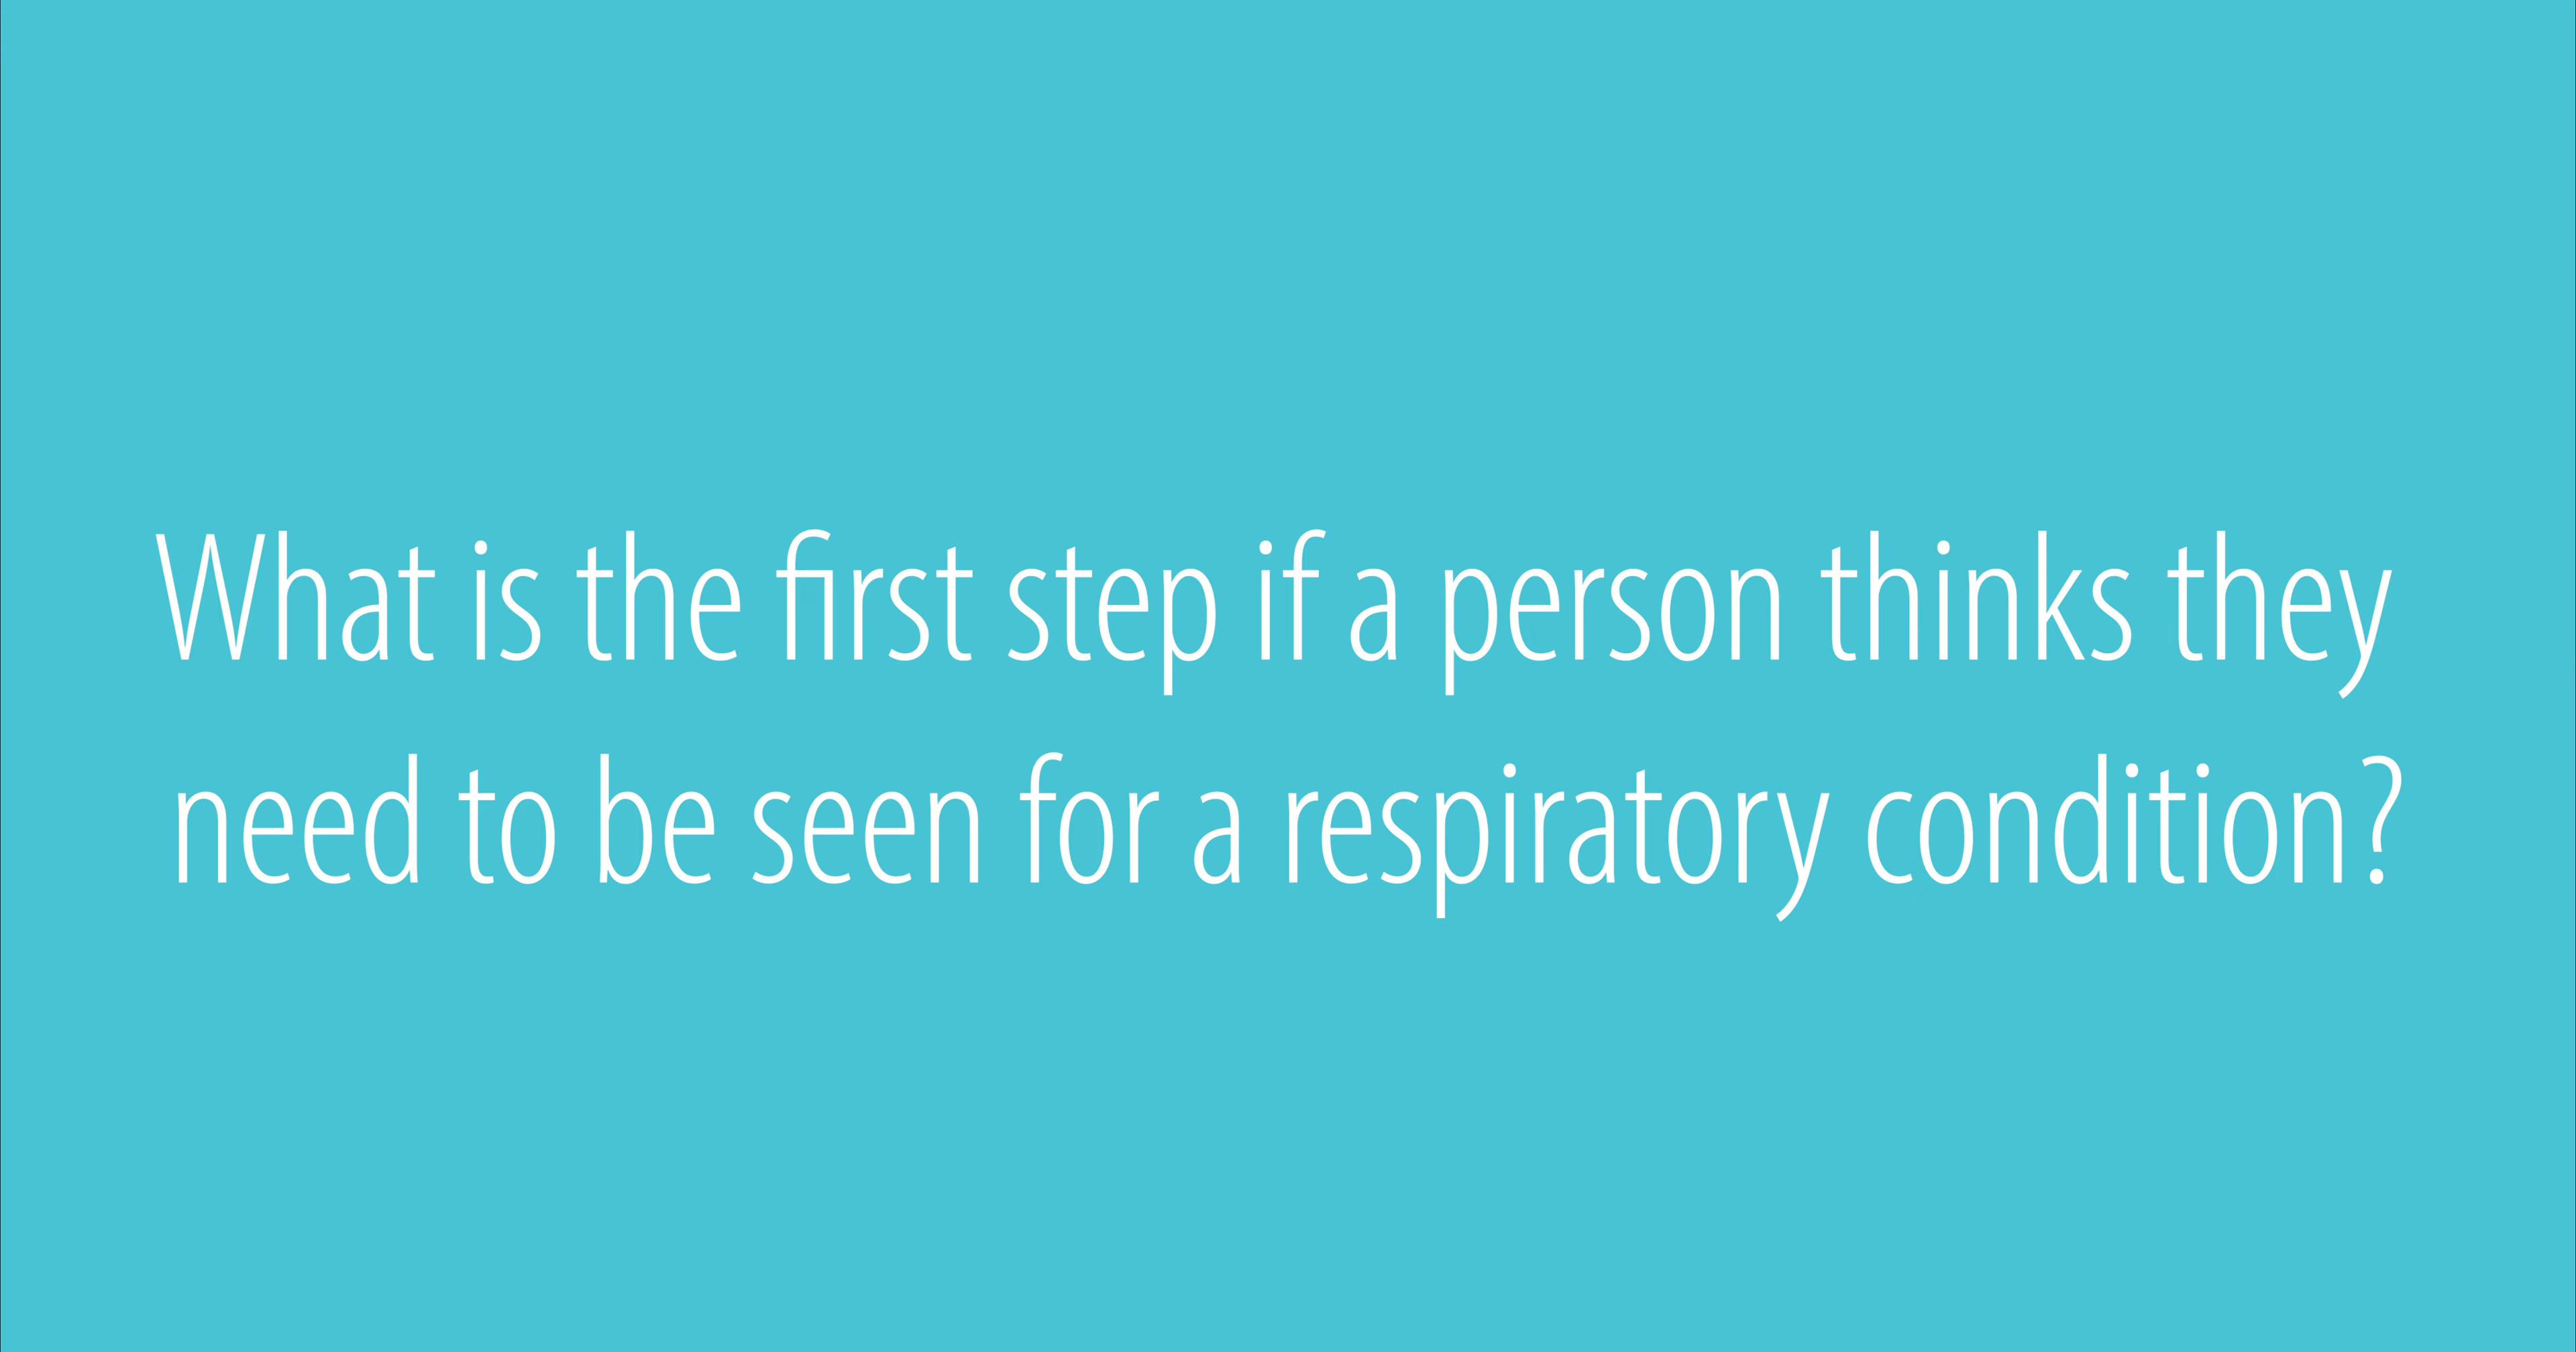 What is the first step if a person thinks they
need to be seen for a respiratory condition?